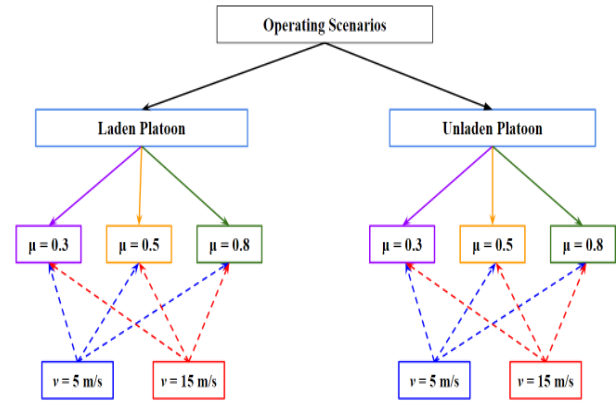 Operating Scenarios
Laden Platoon
Unladen Platoon
μ = 0.3
μ = 0.5
μ = 0.8
μ = 0.3
μ = 0.5
μ = 0.8
v = 5 m/s
v = 15 m/s
v = 5 m/s
v = 15 m/s